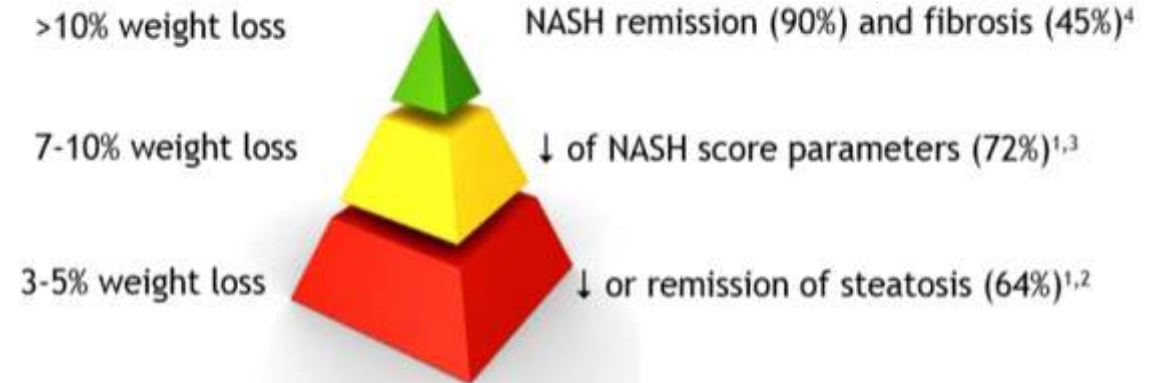 >10% weight loss NASH remission (90%) and fibrosis (45%)⁴
7-10% weight loss ↓ of NASH score parameters (72%)¹,³
3-5% weight loss ↓ or remission of steatosis (64%)¹,²